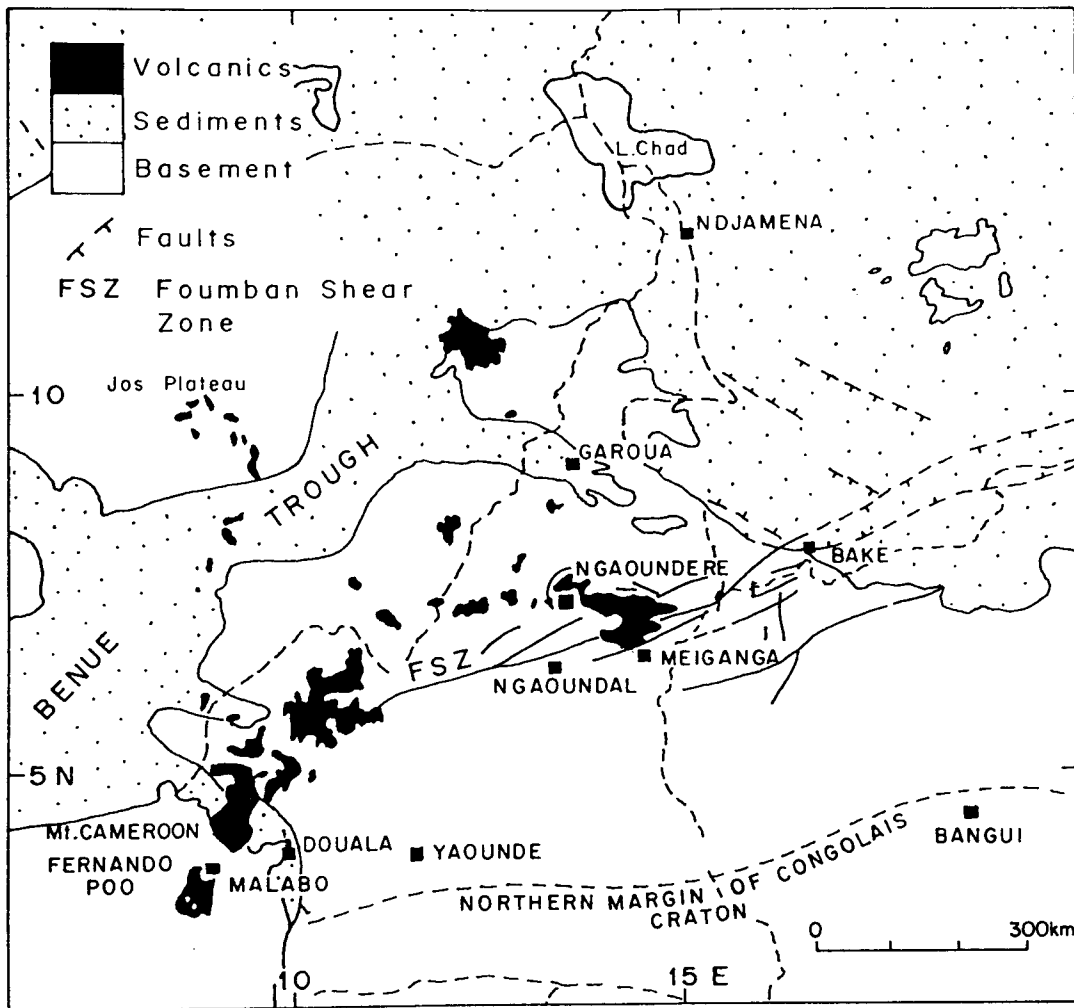 Volcanics
Sediments
Basement
Faults
FSZ Foumban Shear
Zone
L.Chad
NDJAMENA
Jos Plateau
10
TROUGH
GAROUA
BENUE
BAKE
NGAOUNDERE
FSZ
MEIGANGA
NGAOUNDAL
5 N
Mt.CAMEROON
DOUALA
YAOUNDE
BANGUI
FERNANDO
POO
MALABO
NORTHERN MARGIN OF CONGOLAIS
CRATON
0 300km
10
15 E